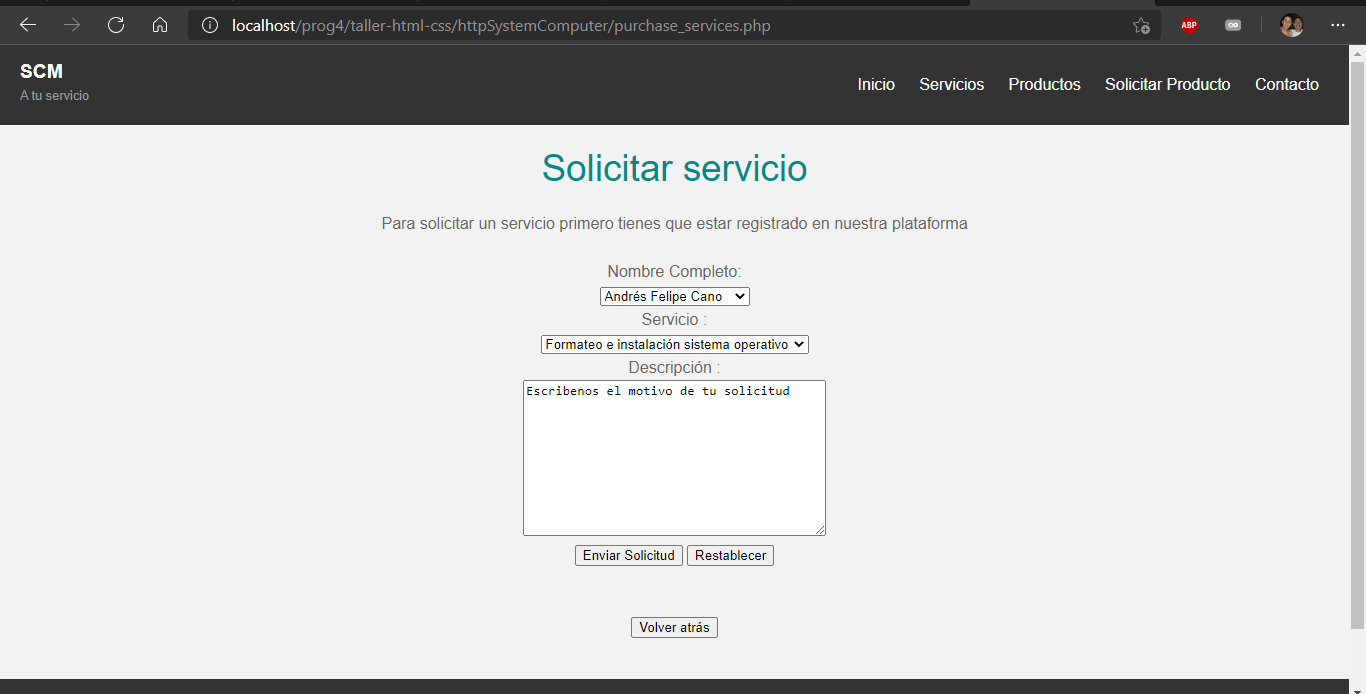 localhost/prog4/taller-html-css/httpSystemComputer/purchase_services.php
ABP
SCM
A tu servicio
Inicio Servicios Productos Solicitar Producto Contacto
Solicitar servicio
Para solicitar un servicio primero tienes que estar registrado en nuestra plataforma
Nombre Completo:
Andrés Felipe Cano
Servicio :
Formateo e instalación sistema operativo
Descripción :
Escribenos el motivo de tu solicitud
Enviar Solicitud Restablecer
Volver atrás